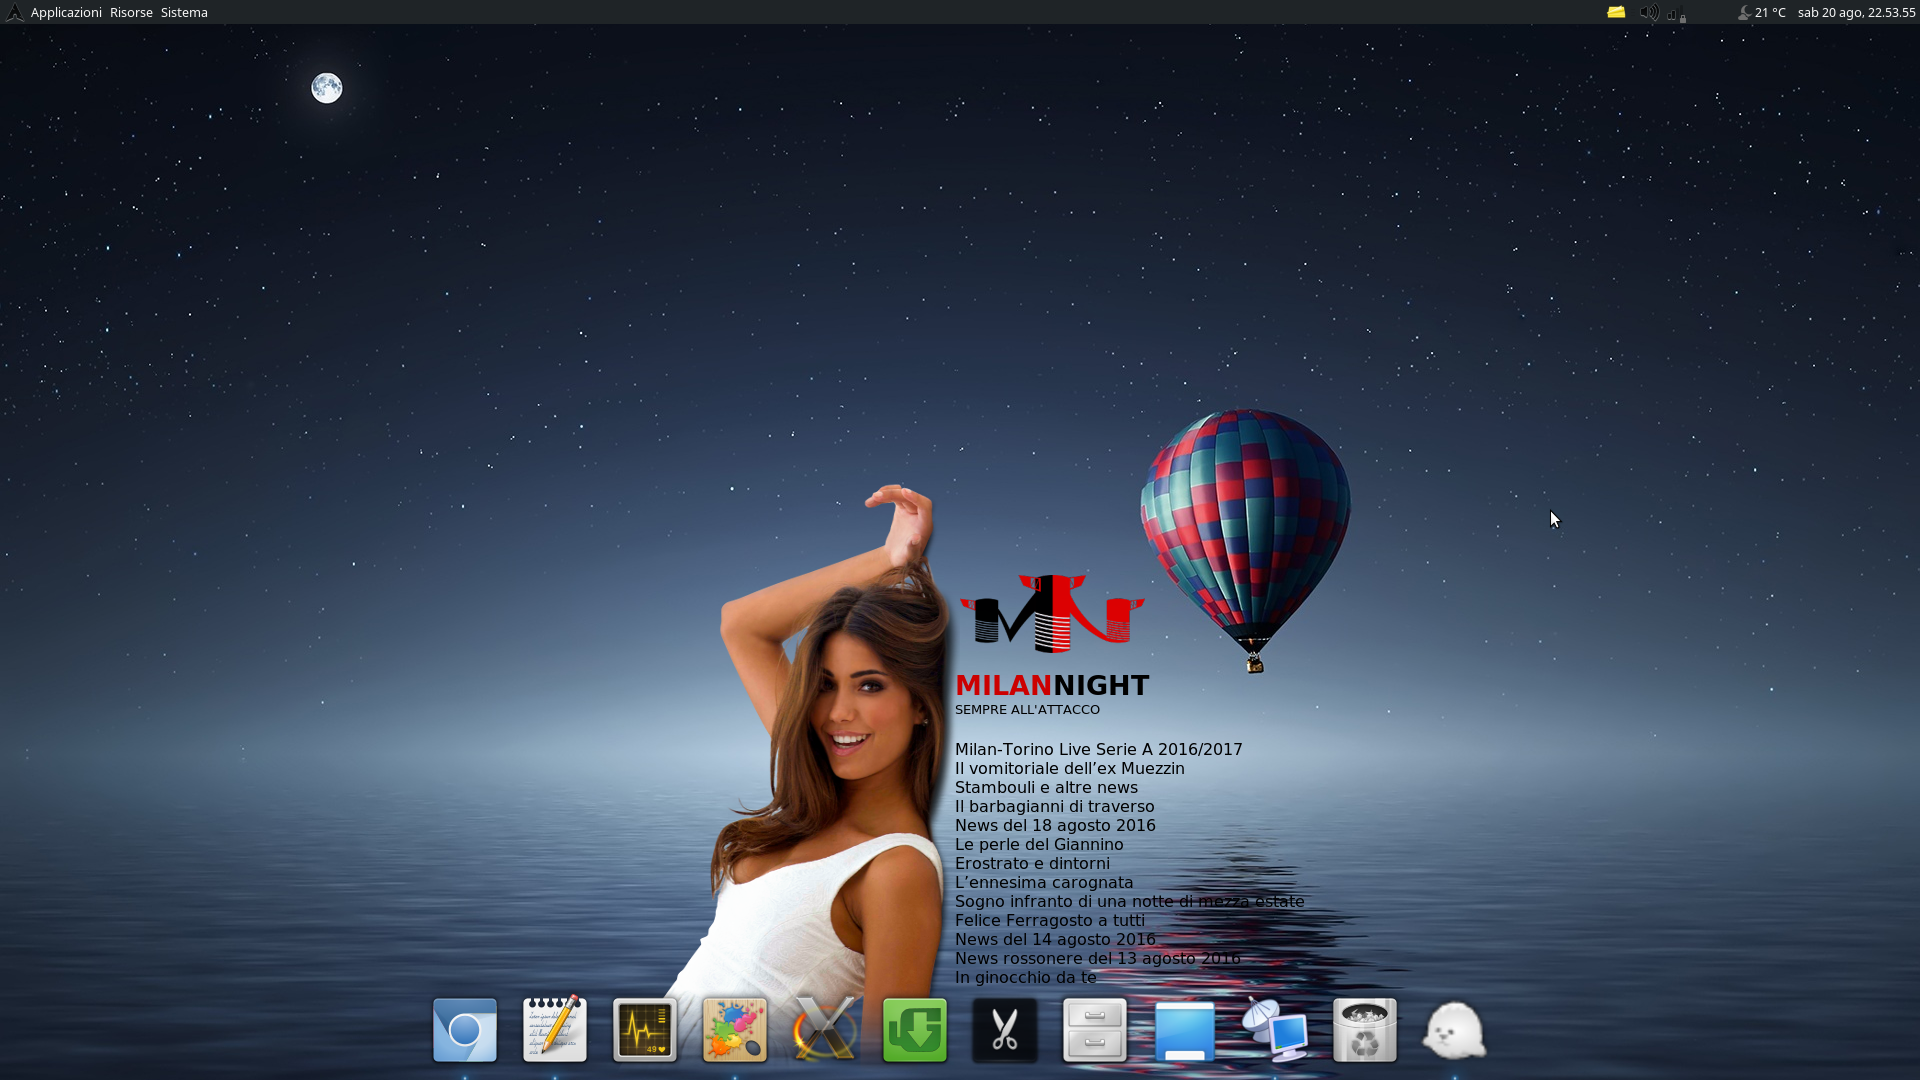 Applicazioni Risorse Sistema
21 °C sab 20 ago, 22.53.55
MN
MILANNIGHT
SEMPRE ALL'ATTACCO
Milan-Torino Live Serie A 2016/2017
Il vomitoriale dell’ex Muezzin
Stambouli e altre news
Il barbagianni di traverso
News del 18 agosto 2016
Le perle del Giannino
Erostrato e dintorni
L’ennesima carognata
Sogno infranto di una notte di mezza estate
Felice Ferragosto a tutti
News del 14 agosto 2016
News rossonere del 13 agosto 2016
In ginocchio da te
49
X